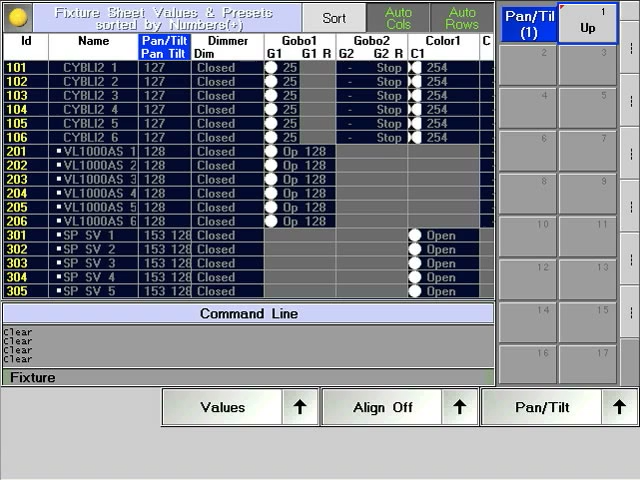 Fixture Sheet Values & Presets
sorted by Numbers(+)
Sort
Auto Cols
Auto Rows
Pan/Til (1)
1 Up
Id Name Pan/Tilt Dimmer Gobo1 Gobo2 Color1 C
Pan Tilt Dim G1 G1 R G2 G2 R C1
101 CYBLI2 1 127 Closed 25 - Stop 254
102 CYBLI2 2 127 Closed 25 - Stop 254
103 CYBLI2 3 127 Closed 25 - Stop 254
104 CYBLI2 4 127 Closed 25 - Stop 254
105 CYBLI2 5 127 Closed 25 - Stop 254
106 CYBLI2 6 127 Closed 25 - Stop 254
201 VL1000AS 1 128 Closed Op 128
202 VL1000AS 2 128 Closed Op 128
203 VL1000AS 3 128 Closed Op 128
204 VL1000AS 4 128 Closed Op 128
205 VL1000AS 5 128 Closed Op 128
206 VL1000AS 6 128 Closed Op 128
301 SP SV 1 153 128 Closed Open
302 SP SV 2 153 128 Closed Open
303 SP SV 3 153 128 Closed Open
304 SP SV 4 153 128 Closed Open
305 SP SV 5 153 128 Closed Open
2 3
4 5
6 7
8 9
10 11
12 13
14 15
16 17
Command Line
Clear
Clear
Clear
Clear
Fixture
Values
Align Off
Pan/Tilt